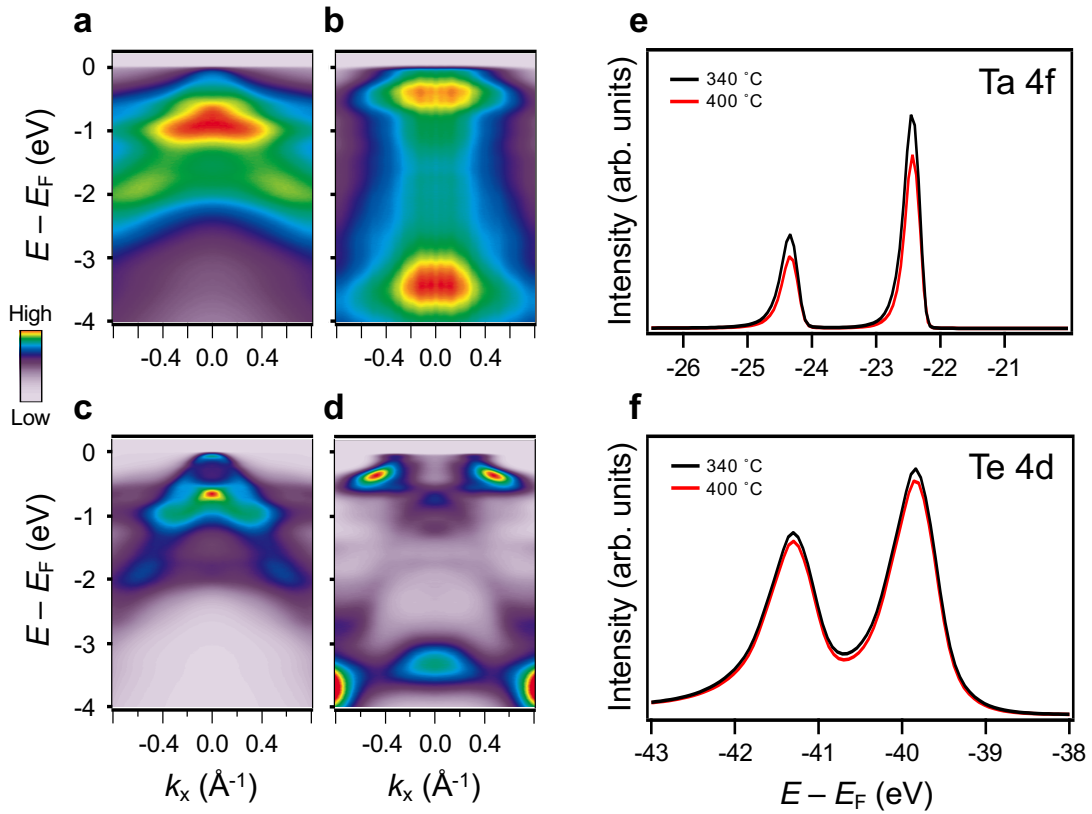 a
b
0
-1
-2
-3
-4
E – EF (eV)
-0.4 0.0 0.4
-0.4 0.0 0.4
High
Low
c
d
0
-1
-2
-3
-4
E – EF (eV)
-0.4 0.0 0.4
-0.4 0.0 0.4
kx (Å-1)
kx (Å-1)
e
Intensity (arb. units)
340 ˚C
400 ˚C
Ta 4f
-26 -25 -24 -23 -22 -21
f
Intensity (arb. units)
340 ˚C
400 ˚C
Te 4d
-43 -42 -41 -40 -39 -38
E – EF (eV)